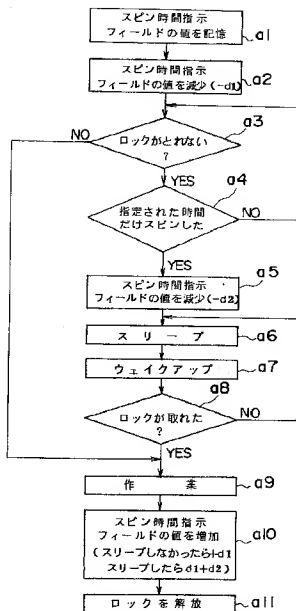 スピン時間指示
フィールドの値を記憶
a1
スピン時間指示
フィールドの値を減少(-d1)
a2
a3
NO
ロックがとれない
?
YES
a4
指定された時間
だけスピンした
NO
YES
a5
スピン時間指示
フィールドの値を減少(-d2)
スリープ
a6
ウェイクアップ
a7
a8
ロックが取れた
?
NO
YES
作 業
a9
スピン時間指示
フィールドの値を増加
(スリープしなかったら+d1
スリープしたらd1+d2)
a10
ロックを解放
a11